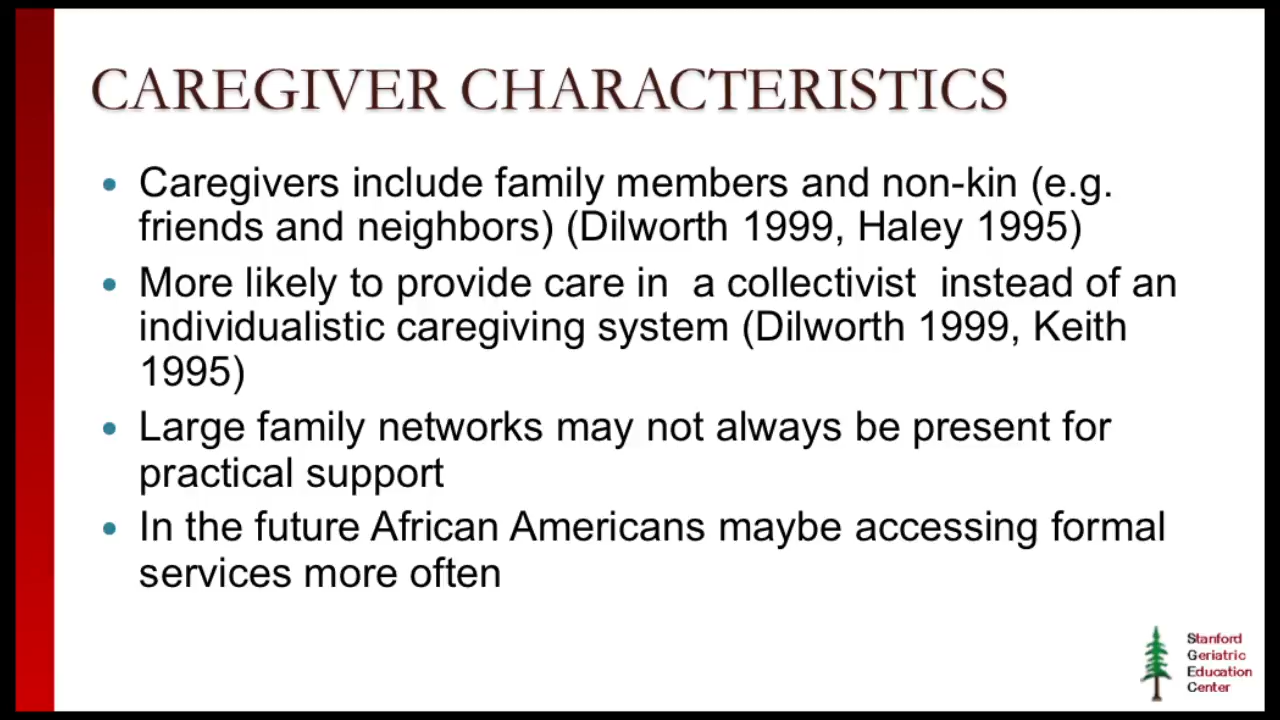 CAREGIVER CHARACTERISTICS
• Caregivers include family members and non-kin (e.g.
friends and neighbors) (Dilworth 1999, Haley 1995)
• More likely to provide care in  a collectivist  instead of an
individualistic caregiving system (Dilworth 1999, Keith
1995)
• Large family networks may not always be present for
practical support
• In the future African Americans maybe accessing formal
services more often
Stanford
Geriatric
Education
Center